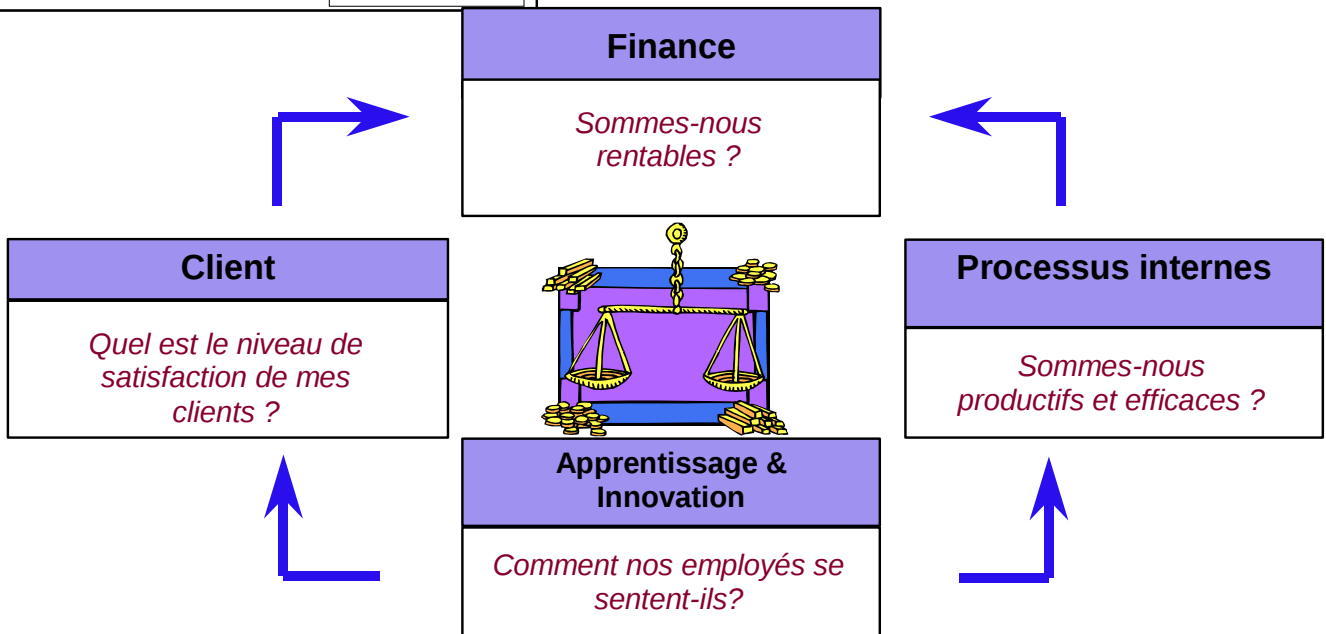 Finance
Sommes-nous
rentables ?
Client
Quel est le niveau de
satisfaction de mes
clients ?
Processus internes
Sommes-nous
productifs et efficaces ?
Apprentissage &
Innovation
Comment nos employés se
sentent-ils?